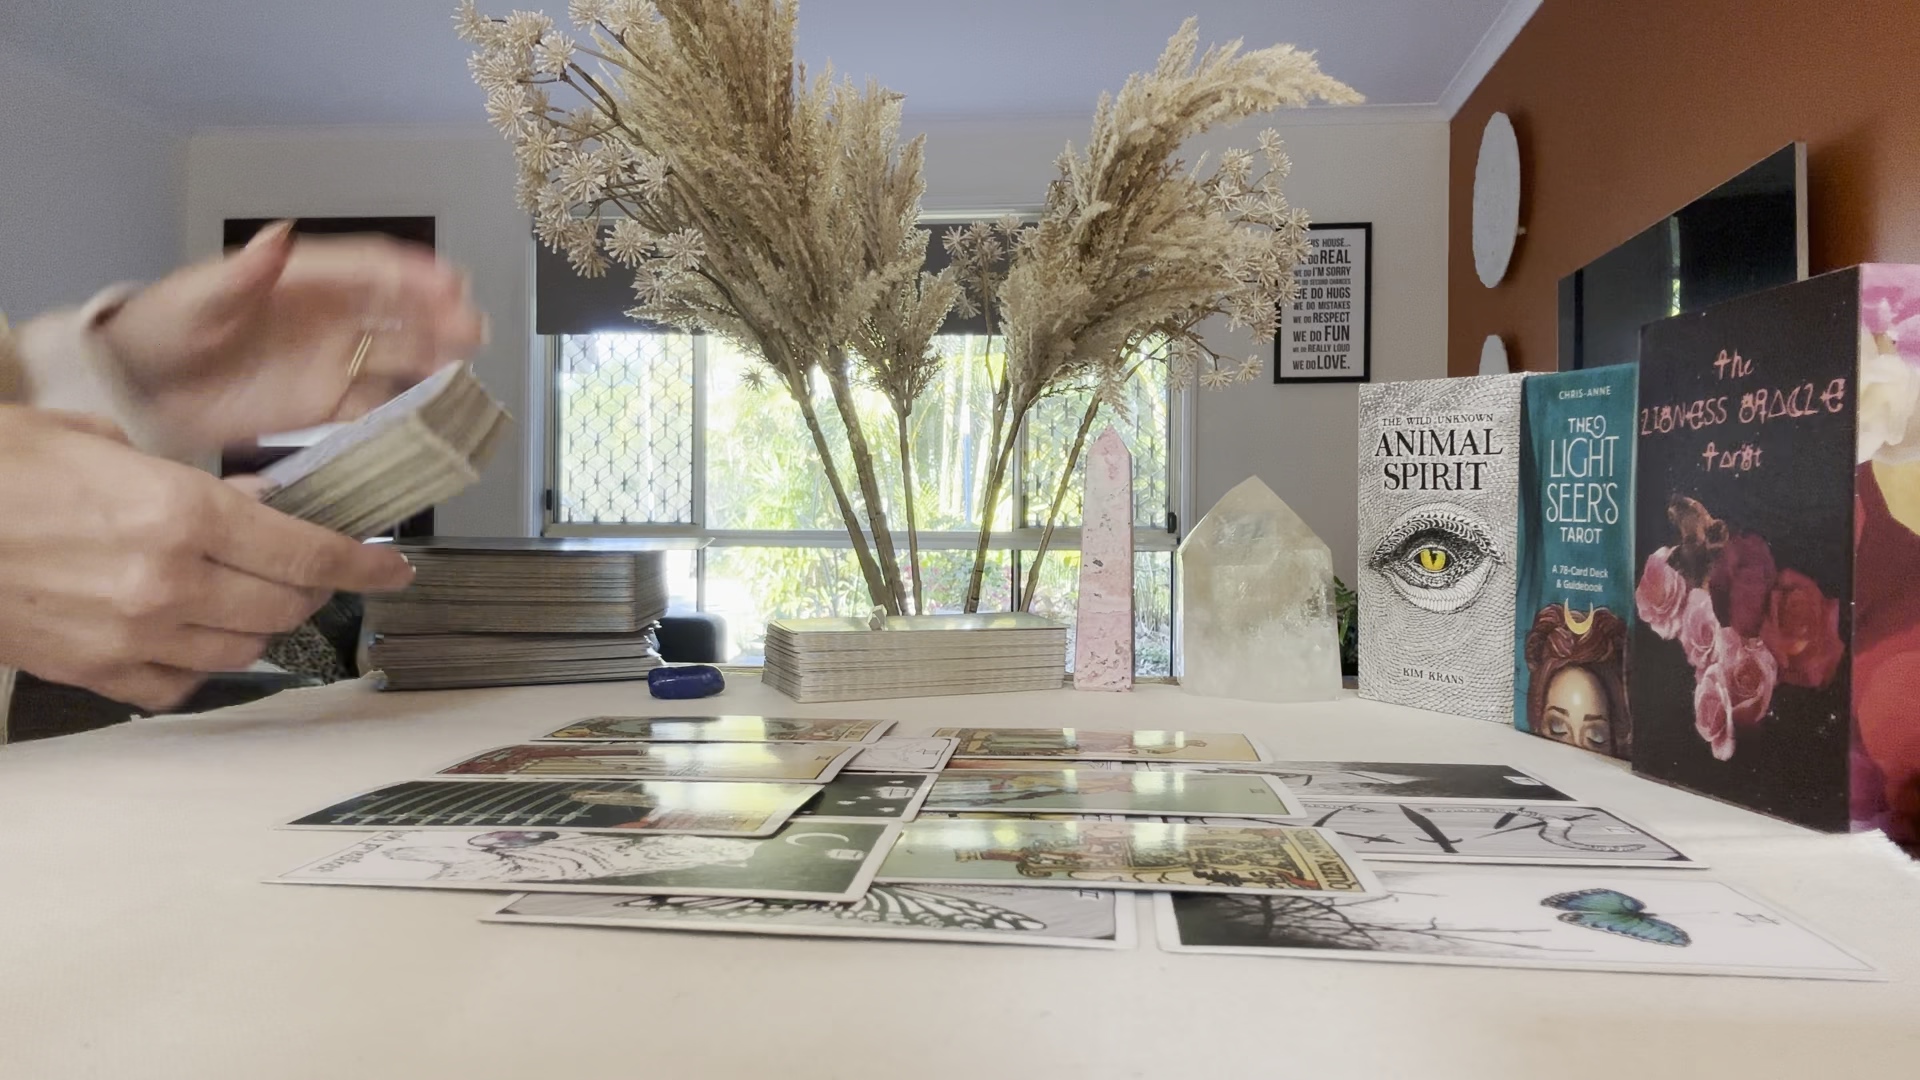 HOUSE...
DO REAL
WE DO I'M SORRY
WE DO SECOND CHANCES
WE DO HUGS
WE DO MISTAKES
WE DO RESPECT
WE DO FUN
WE DO REALLY LOUD
WE DO LOVE.
THE WILD UNKNOWN
ANIMAL
SPIRIT
KIM KRANS
CHRIS-ANNE
THE
LIGHT
SEER'S
TAROT
A 78-Card Deck
& Guidebook
the
LIONESS ORACLE
tarot
QUEEN